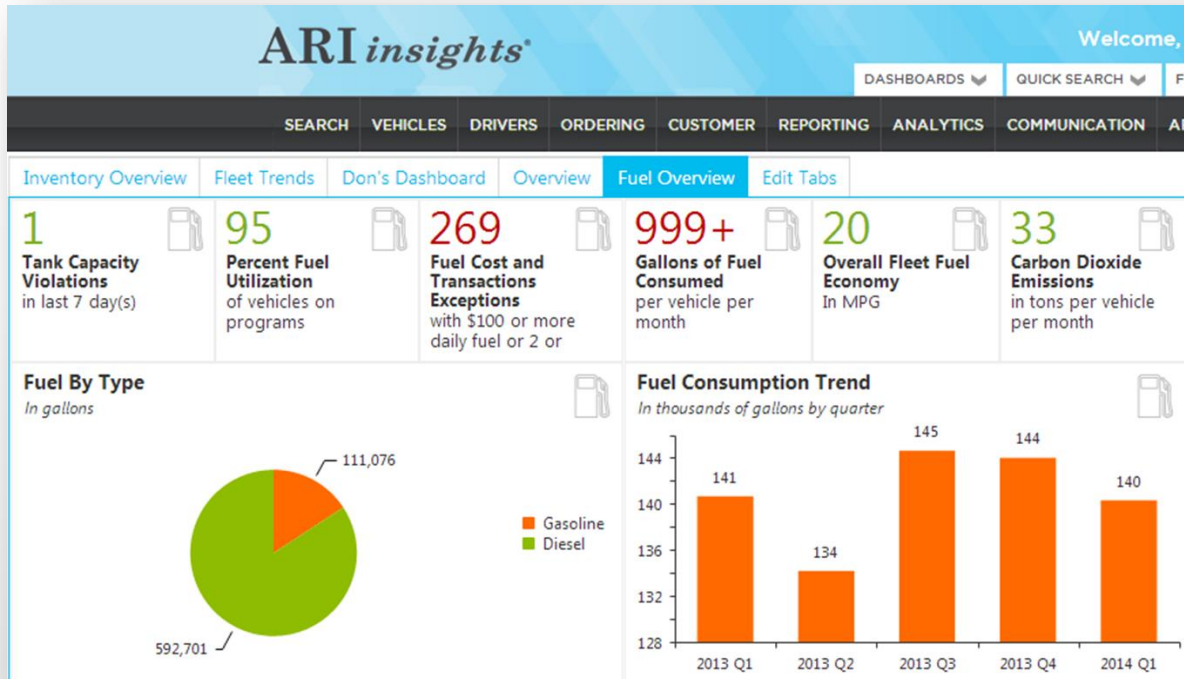 ARI insights®
Welcome,
DASHBOARDS
QUICK SEARCH
F
SEARCH VEHICLES DRIVERS ORDERING CUSTOMER REPORTING ANALYTICS COMMUNICATION
Inventory Overview Fleet Trends Don's Dashboard Overview Fuel Overview Edit Tabs
1
Tank Capacity
Violations
in last 7 day(s)
95
Percent Fuel
Utilization
of vehicles on
programs
269
Fuel Cost and
Transactions
Exceptions
with $100 or more
daily fuel or 2 or
999+
Gallons of Fuel
Consumed
per vehicle per
month
20
Overall Fleet Fuel
Economy
In MPG
33
Carbon Dioxide
Emissions
in tons per vehicle
per month
Fuel By Type
In gallons
111,076
592,701
Gasoline
Diesel
Fuel Consumption Trend
In thousands of gallons by quarter
144
140
136
132
128
141
134
145
144
140
2013 Q1 2013 Q2 2013 Q3 2013 Q4 2014 Q1